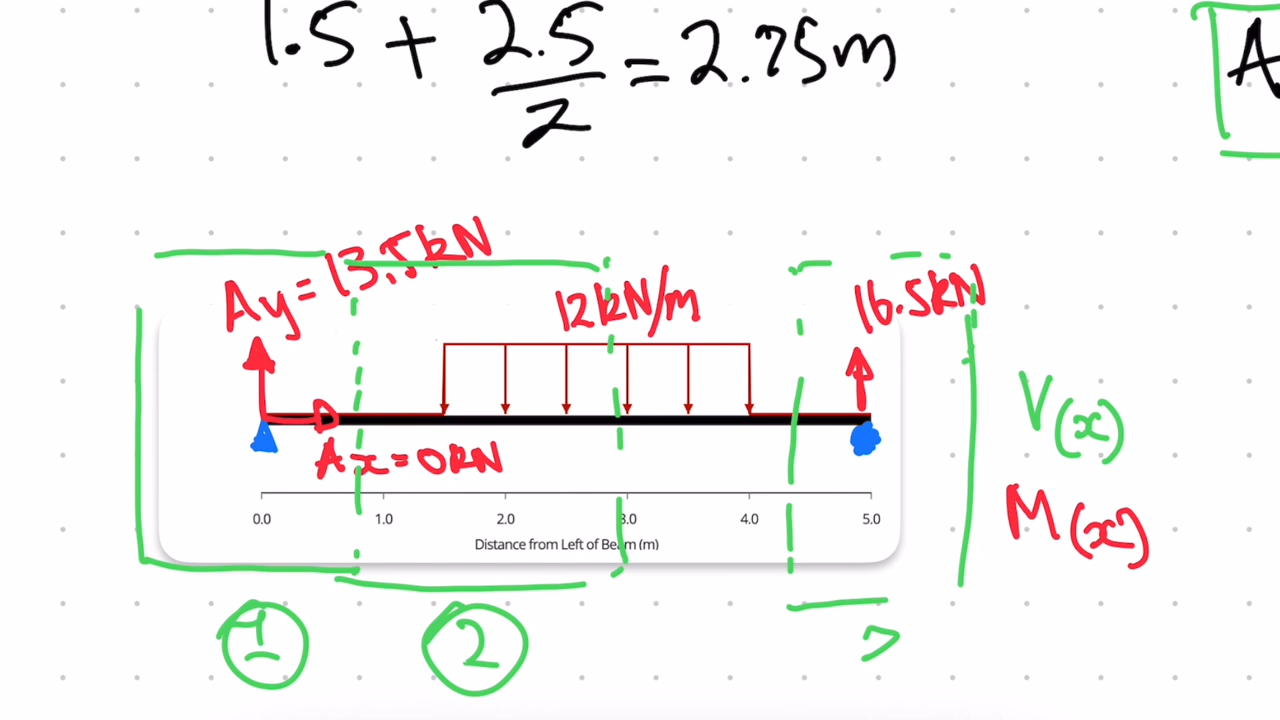 1.5 + 2.5/2 = 2.75m
A
Ay = 13.5kN
12kN/m
16.5kN
Ax = 0kN
V(x)
M(x)
0.0 1.0 2.0 3.0 4.0 5.0
Distance from Left of Beam (m)
1 2